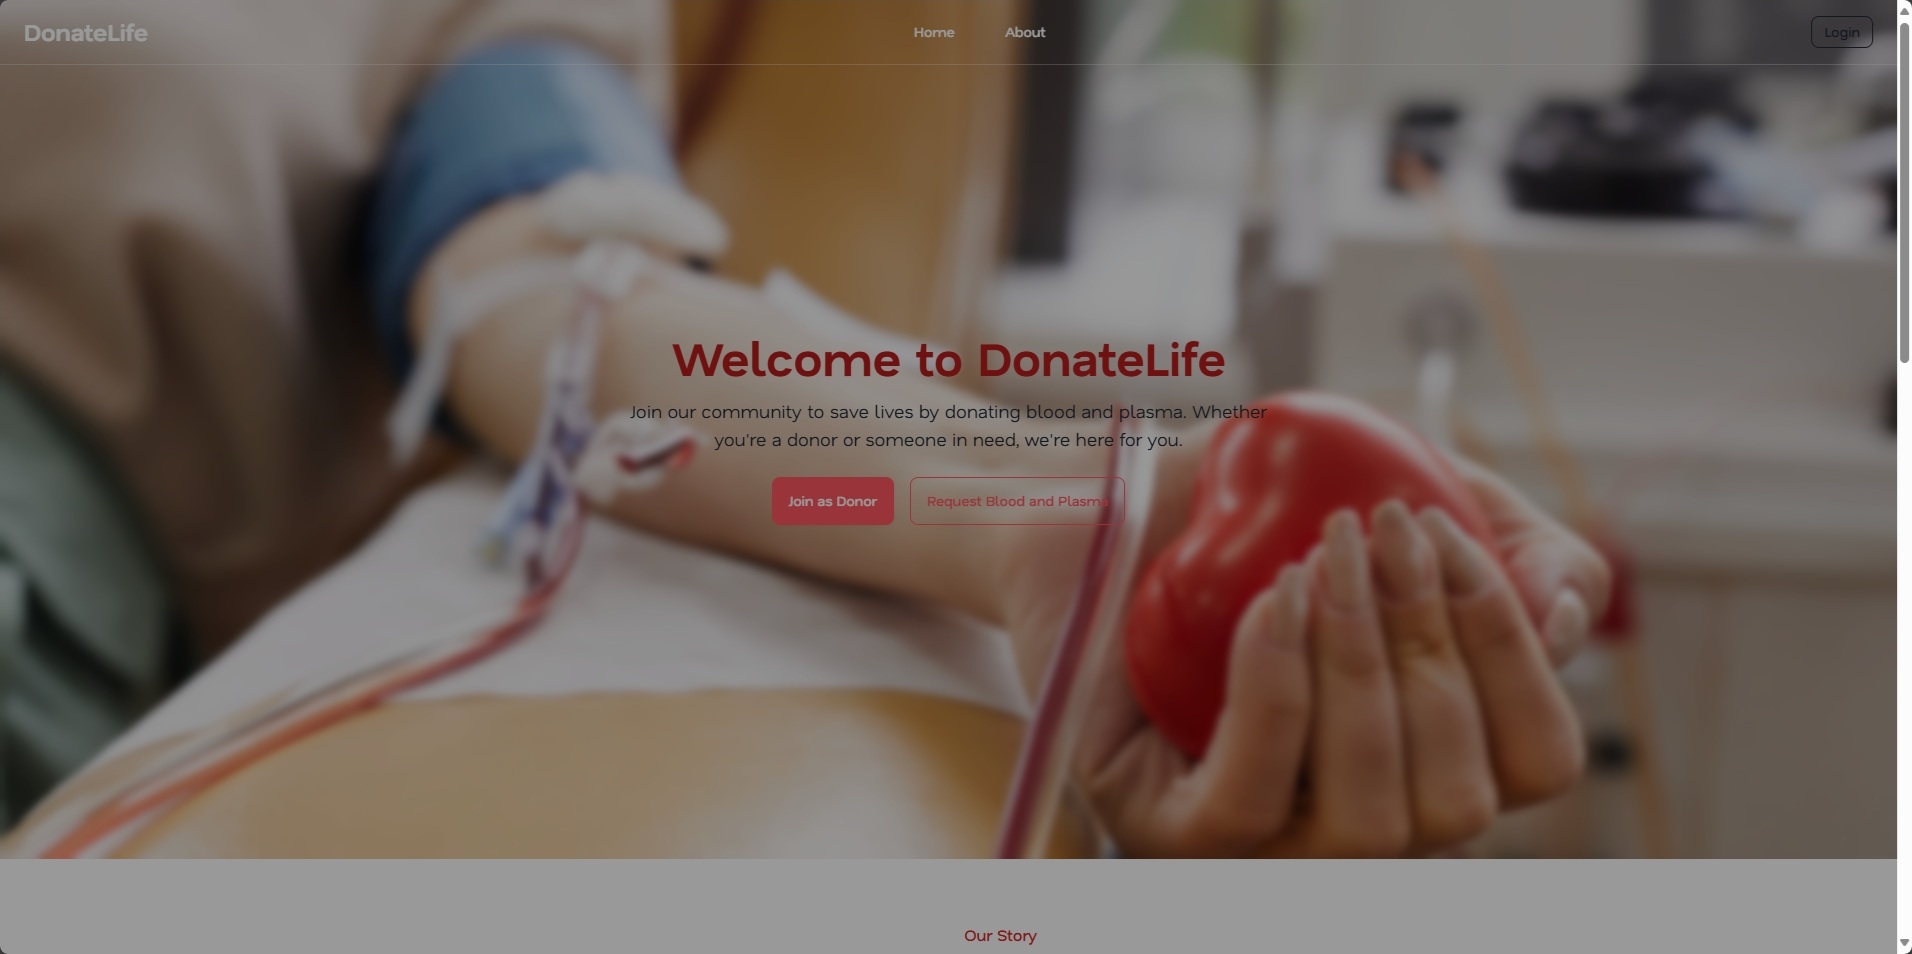 DonateLife
Home
About
Login
Welcome to DonateLife
Join our community to save lives by donating blood and plasma. Whether
you're a donor or someone in need, we're here for you.
Join as Donor
Request Blood and Plasma
Our Story